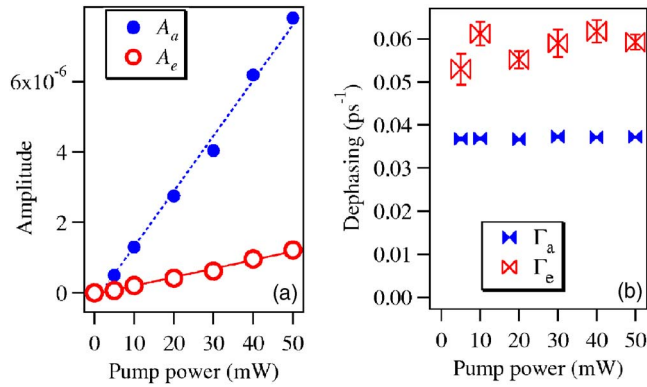 A_a
A_e
6x10^-6
4
2
0
Amplitude
0 10 20 30 40 50
Pump power (mW)
(a)
0.06
0.05
0.04
0.03
0.02
0.01
0.00
Dephasing (ps^-1)
Γ_a
Γ_e
0 10 20 30 40 50
Pump power (mW)
(b)